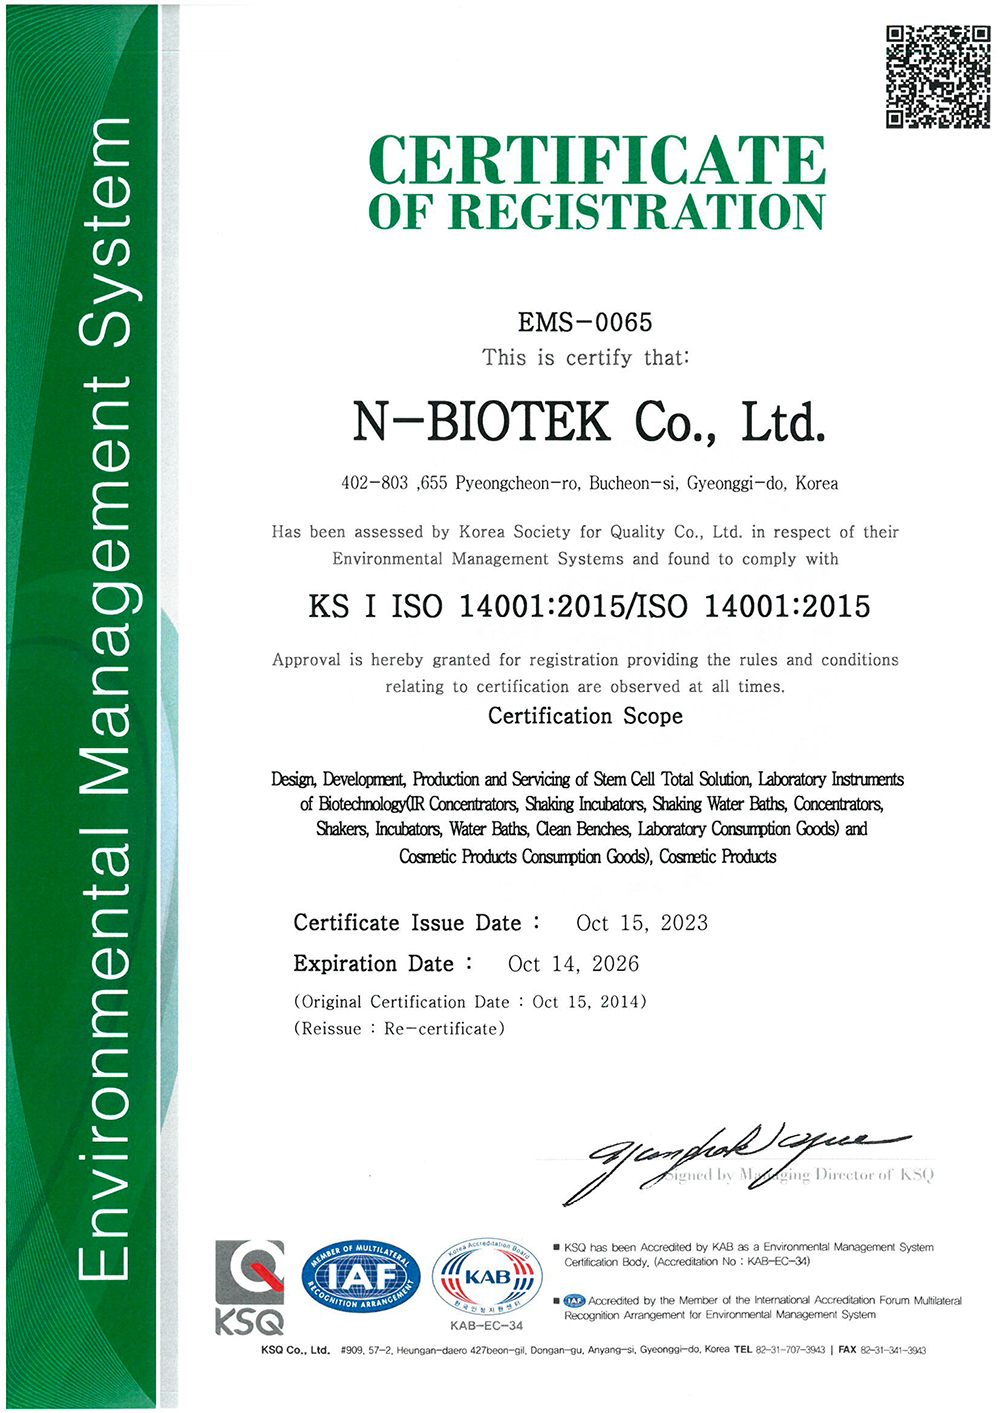 Environmental Management System
CERTIFICATE
OF REGISTRATION
EMS-0065
This is certify that:
N-BIOTEK Co., Ltd.
402-803 ,655 Pyeongcheon-ro, Bucheon-si, Gyeonggi-do, Korea
Has been assessed by Korea Society for Quality Co., Ltd. in respect of their
Environmental Management Systems and found to comply with
KS I ISO 14001:2015/ISO 14001:2015
Approval is hereby granted for registration providing the rules and conditions
relating to certification are observed at all times.
Certification Scope
Design, Development, Production and Servicing of Stem Cell Total Solution, Laboratory Instruments
of Biotechnology(IR Concentrators, Shaking Incubators, Shaking Water Baths, Concentrators,
Shakers, Incubators, Water Baths, Clean Benches, Laboratory Consumption Goods) and
Cosmetic Products Consumption Goods), Cosmetic Products
Certificate Issue Date : Oct 15, 2023
Expiration Date : Oct 14, 2026
(Original Certification Date : Oct 15, 2014)
(Reissue : Re-certificate)
Signed by Managing Director of KSQ
KSQ
MEMBER OF MULTILATERAL
IAF
RECOGNITION ARRANGEMENT
Korea Accreditation Board
KAB
한국인정지원센터
KAB-EC-34
■ KSQ has been Accredited by KAB as a Environmental Management System
Certification Body. (Accreditation No : KAB-EC-34)
■ IAF Accredited by the Member of the International Accreditation Forum Multilateral
Recognition Arrangement for Environmental Management System
KSQ Co., Ltd. #909, 57-2, Heungan-daero 427beon-gil, Dongan-gu, Anyang-si, Gyeonggi-do, Korea TEL 82-31-707-3943 | FAX 82-31-341-3943